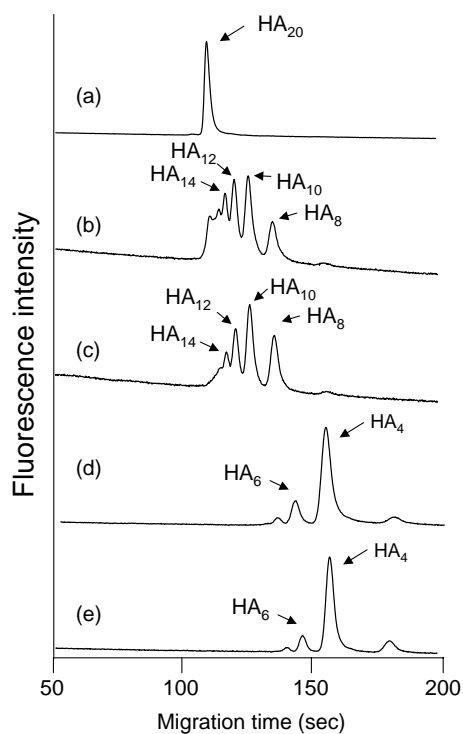 HA20
(a)
HA12
HA14
HA10
(b)
HA8
HA10
HA12
HA8
HA14
(c)
HA4
(d)
HA6
HA4
HA6
(e)
Fluorescence intensity
50 100 150 200
Migration time (sec)